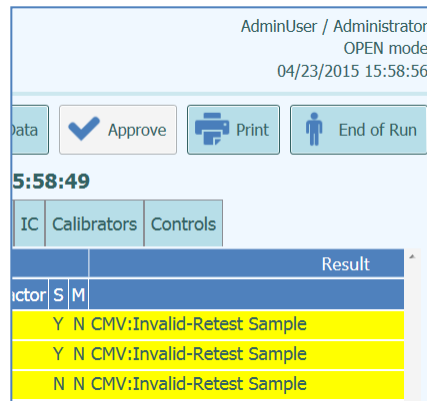 AdminUser / Administrator
OPEN mode
04/23/2015 15:58:56
Data Approve Print End of Run
5:58:49
IC Calibrators Controls
Result
S M
Y N CMV:Invalid-Retest Sample
Y N CMV:Invalid-Retest Sample
N N CMV:Invalid-Retest Sample